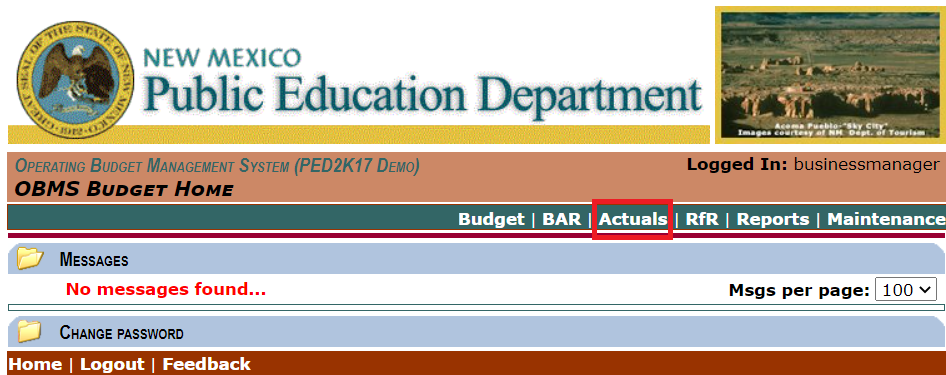 GREAT SEAL OF THE STATE OF NEW MEXICO
1912
NEW MEXICO
Public Education Department
Acoma Pueblo-"Sky City"
Images courtesy of NM Dept. of Tourism
Operating Budget Management System (PED2K17 Demo)
Logged In: businessmanager
OBMS Budget Home
Budget | BAR | Actuals | RfR | Reports | Maintenance
Messages
No messages found...
Msgs per page: 100
Change password
Home | Logout | Feedback